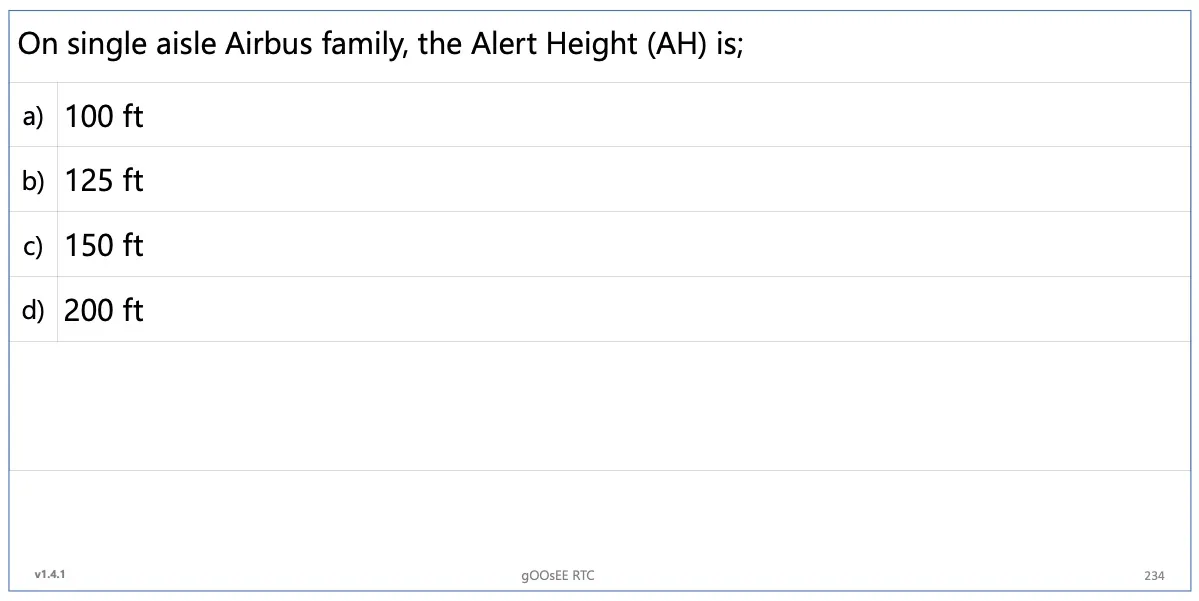 On single aisle Airbus family, the Alert Height (AH) is;
a) 100 ft
b) 125 ft
c) 150 ft
d) 200 ft
v1.4.1 gOOsEE RTC 234